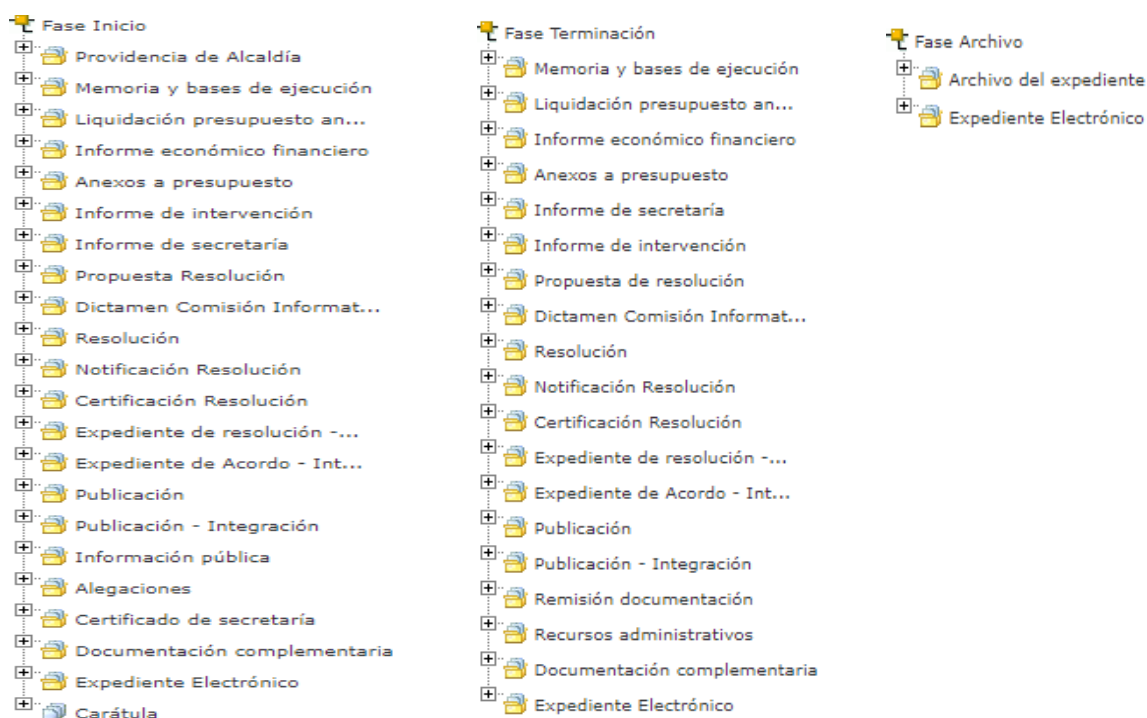 Fase Inicio
Providencia de Alcaldía
Memoria y bases de ejecución
Liquidación presupuesto an...
Informe económico financiero
Anexos a presupuesto
Informe de intervención
Informe de secretaría
Propuesta Resolución
Dictamen Comisión Informat...
Resolución
Notificación Resolución
Certificación Resolución
Expediente de resolución -...
Expediente de Acordo - Int...
Publicación
Publicación - Integración
Información pública
Alegaciones
Certificado de secretaría
Documentación complementaria
Expediente Electrónico
Carátula
Fase Terminación
Memoria y bases de ejecución
Liquidación presupuesto an...
Informe económico financiero
Anexos a presupuesto
Informe de secretaría
Informe de intervención
Propuesta de resolución
Dictamen Comisión Informat...
Resolución
Notificación Resolución
Certificación Resolución
Expediente de resolución -...
Expediente de Acordo - Int...
Publicación
Publicación - Integración
Remisión documentación
Recursos administrativos
Documentación complementaria
Expediente Electrónico
Fase Archivo
Archivo del expediente
Expediente Electrónico